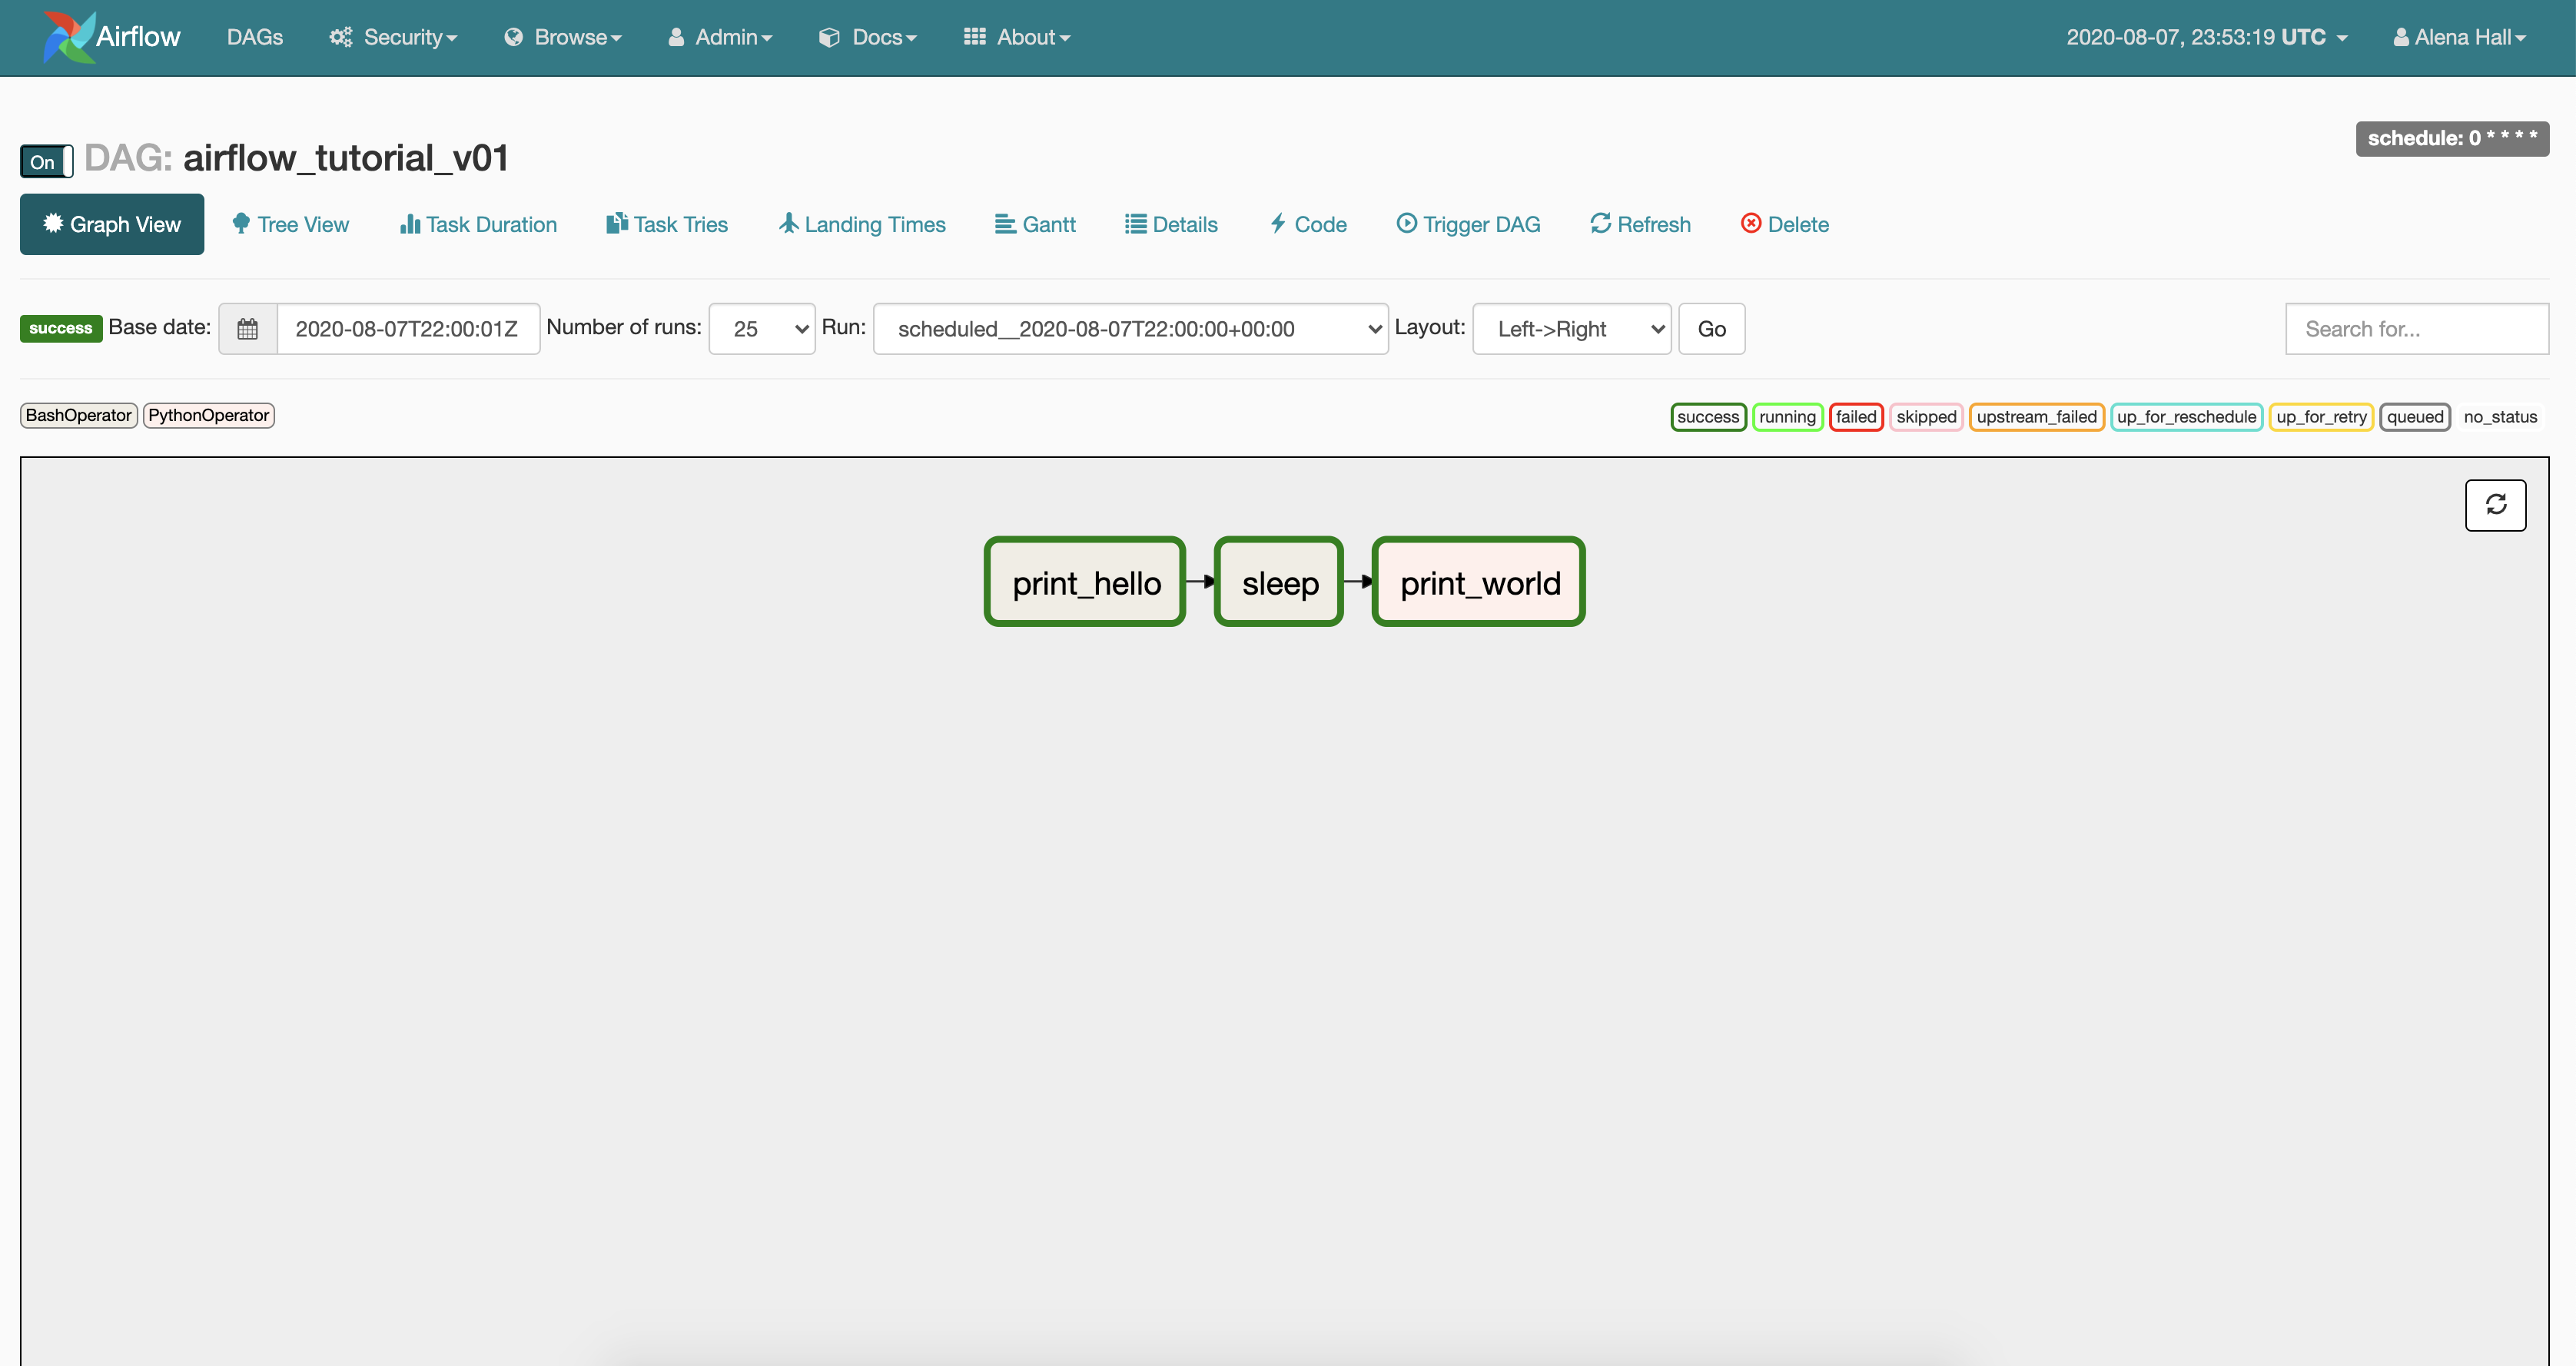 Airflow DAGs Security Browse Admin Docs About 2020-08-07, 23:53:19 UTC Alena Hall
schedule: 0 * * * *
On DAG: airflow_tutorial_v01
Graph View Tree View Task Duration Task Tries Landing Times Gantt Details Code Trigger DAG Refresh Delete
success Base date: 2020-08-07T22:00:01Z Number of runs: 25 Run: scheduled__2020-08-07T22:00:00+00:00 Layout: Left->Right Go Search for...
BashOperator PythonOperator success running failed skipped upstream_failed up_for_reschedule up_for_retry queued no_status
print_hello sleep print_world